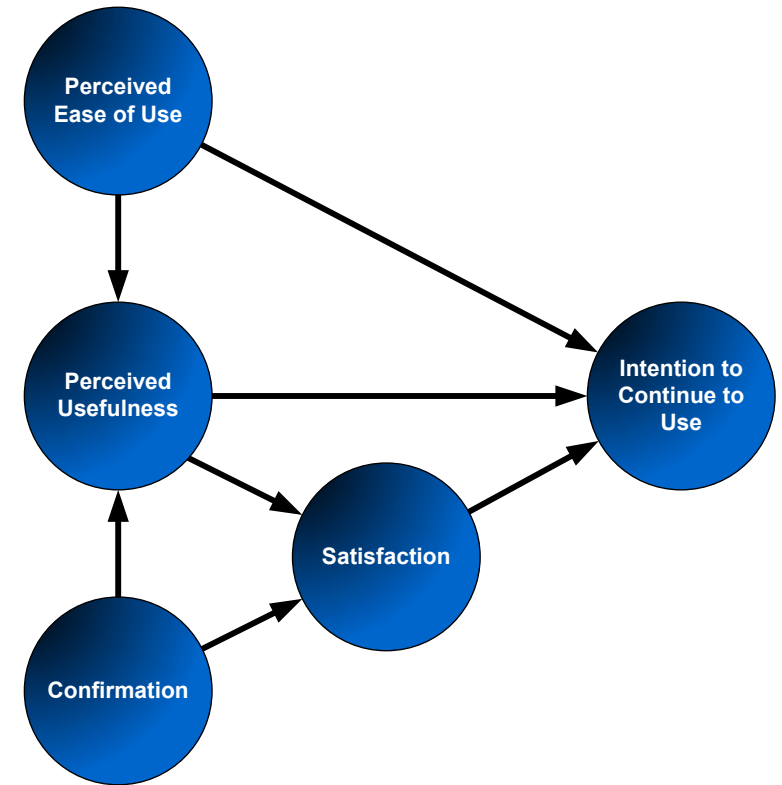 Perceived
Ease of Use
Perceived
Usefulness
Intention to
Continue to
Use
Satisfaction
Confirmation